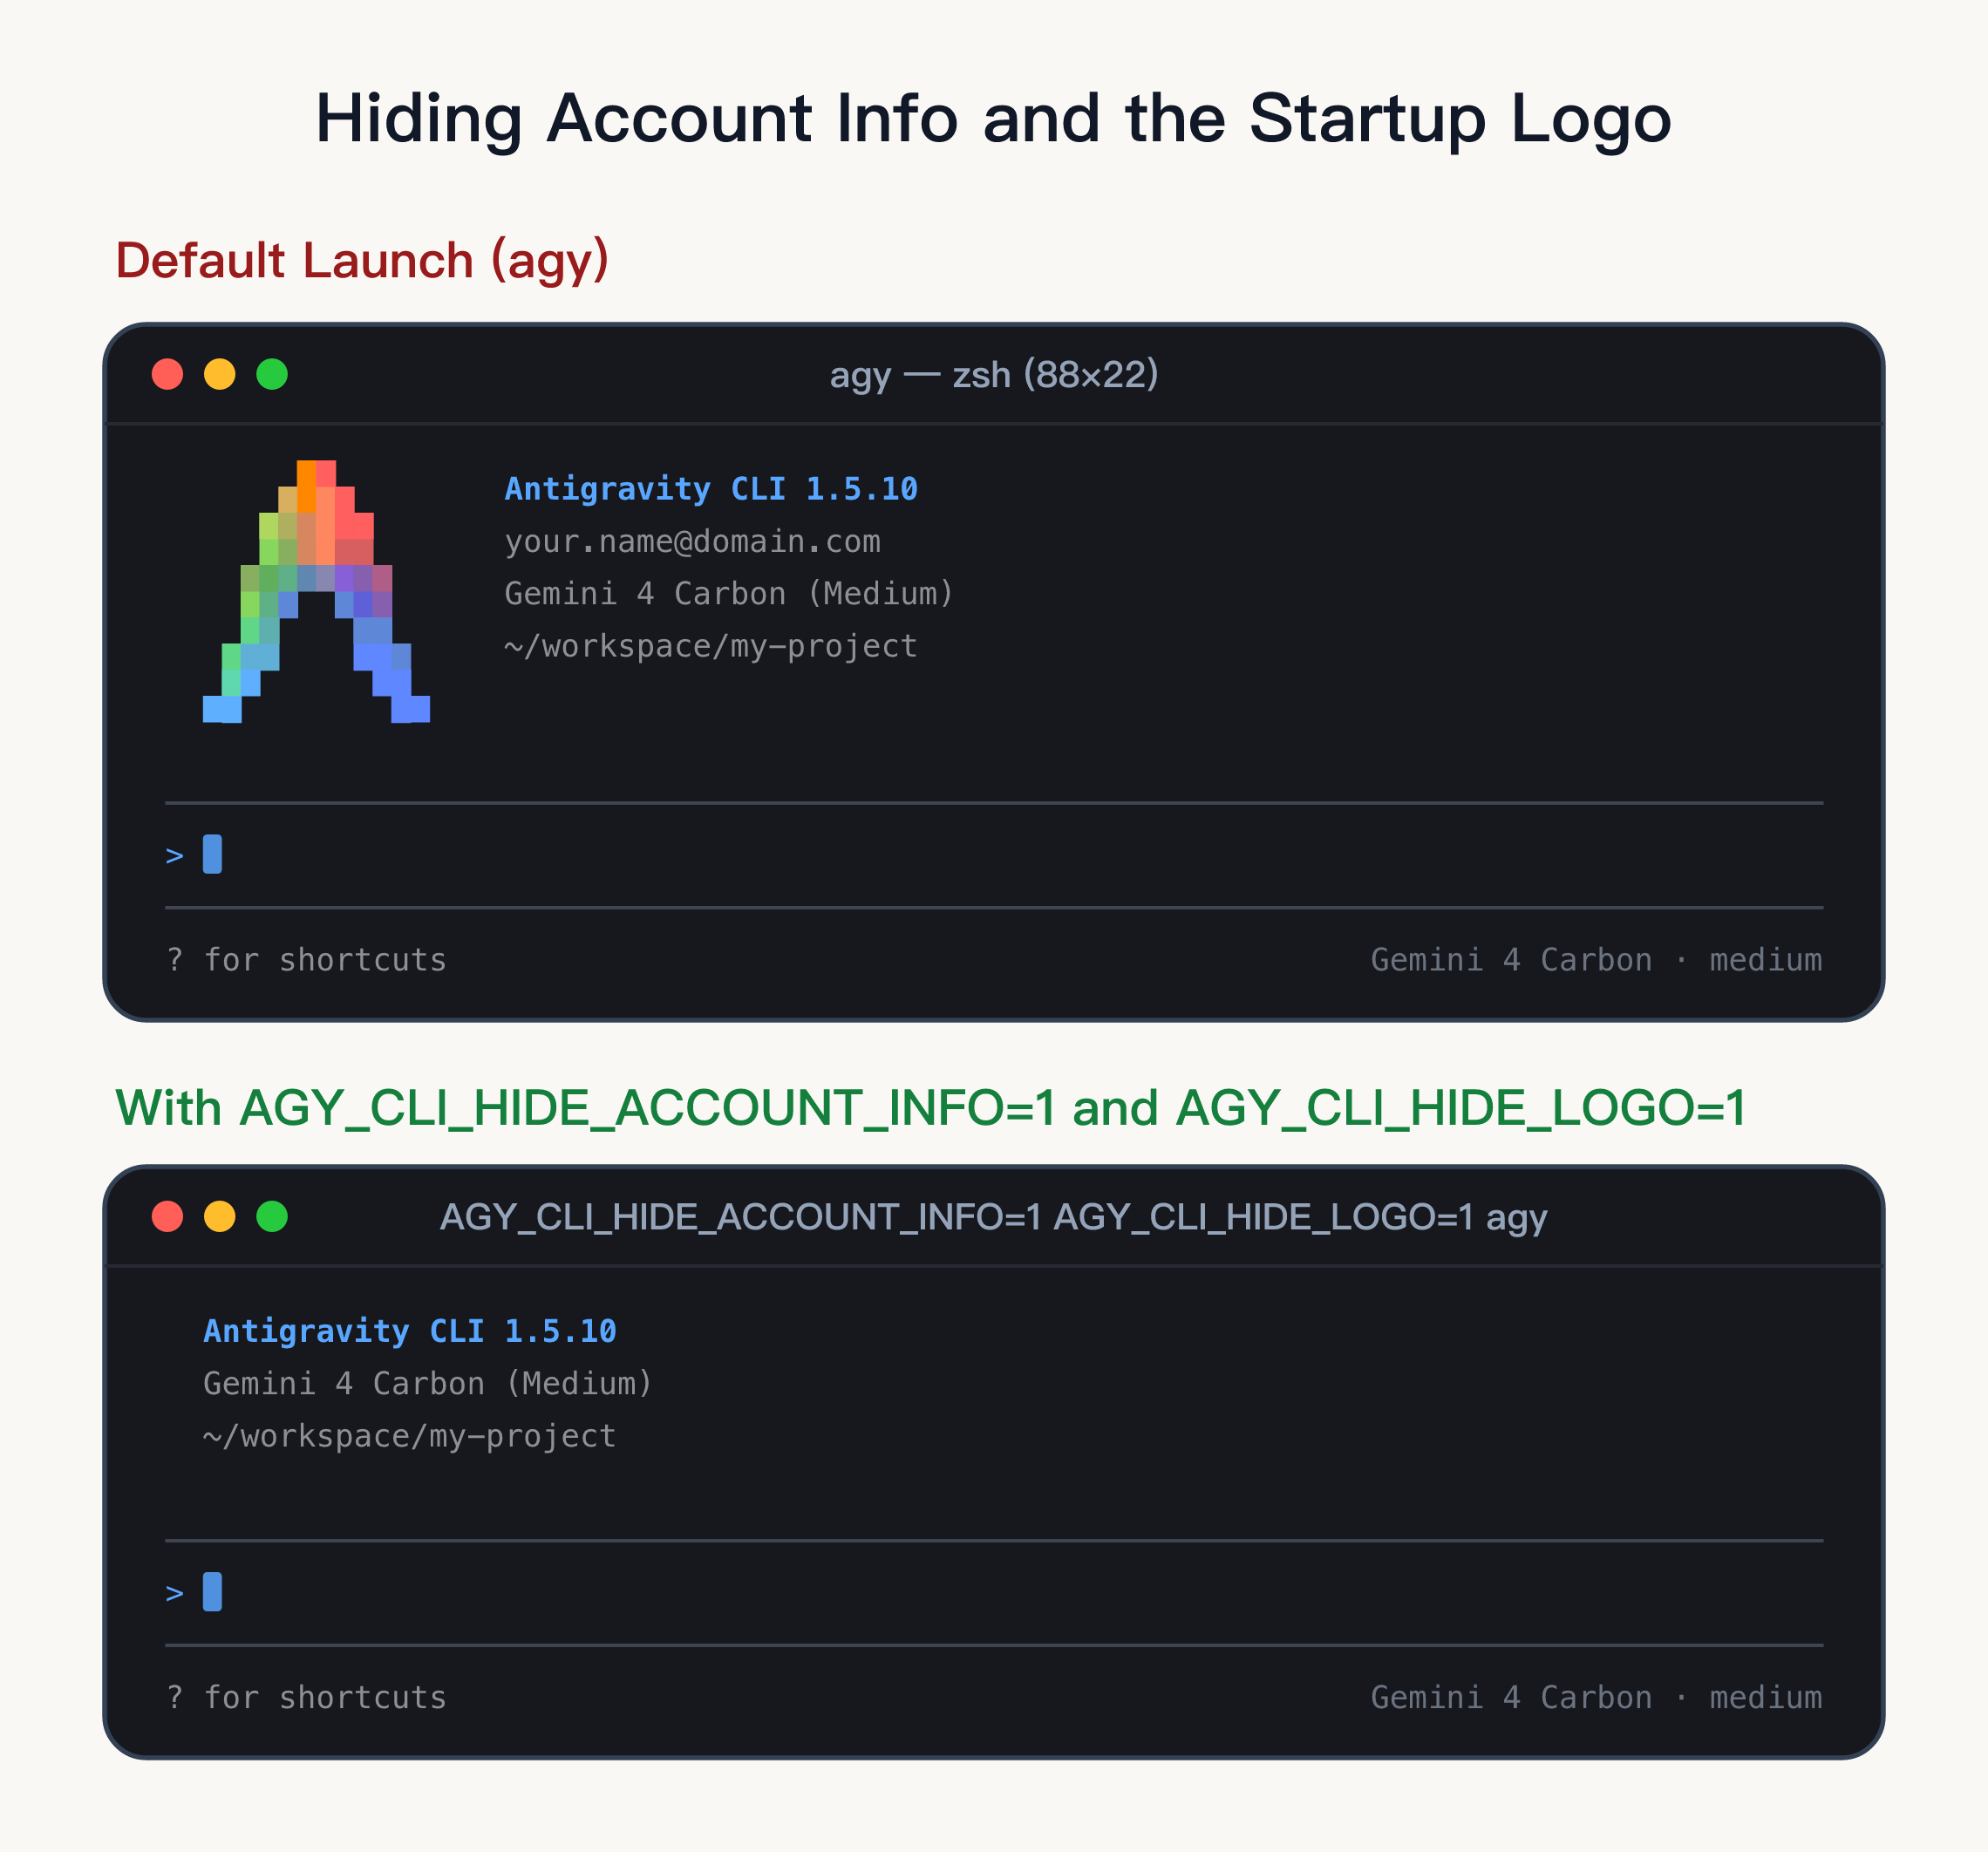 Hiding Account Info and the Startup Logo
Default Launch (agy)
agy — zsh (88×22)
Antigravity CLI 1.5.10
your.name@domain.com
Gemini 4 Carbon (Medium)
~/workspace/my-project
>
? for shortcuts
Gemini 4 Carbon · medium
With AGY_CLI_HIDE_ACCOUNT_INFO=1 and AGY_CLI_HIDE_LOGO=1
AGY_CLI_HIDE_ACCOUNT_INFO=1 AGY_CLI_HIDE_LOGO=1 agy
Antigravity CLI 1.5.10
Gemini 4 Carbon (Medium)
~/workspace/my-project
>
? for shortcuts
Gemini 4 Carbon · medium